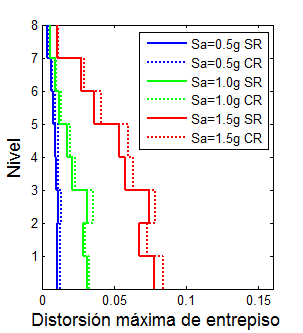 8
7
6
5
4
3
2
1
0
Nivel
Sa=0.5g SR
Sa=0.5g CR
Sa=1.0g SR
Sa=1.0g CR
Sa=1.5g SR
Sa=1.5g CR
0 0.05 0.1 0.15
Distorsión máxima de entrepiso